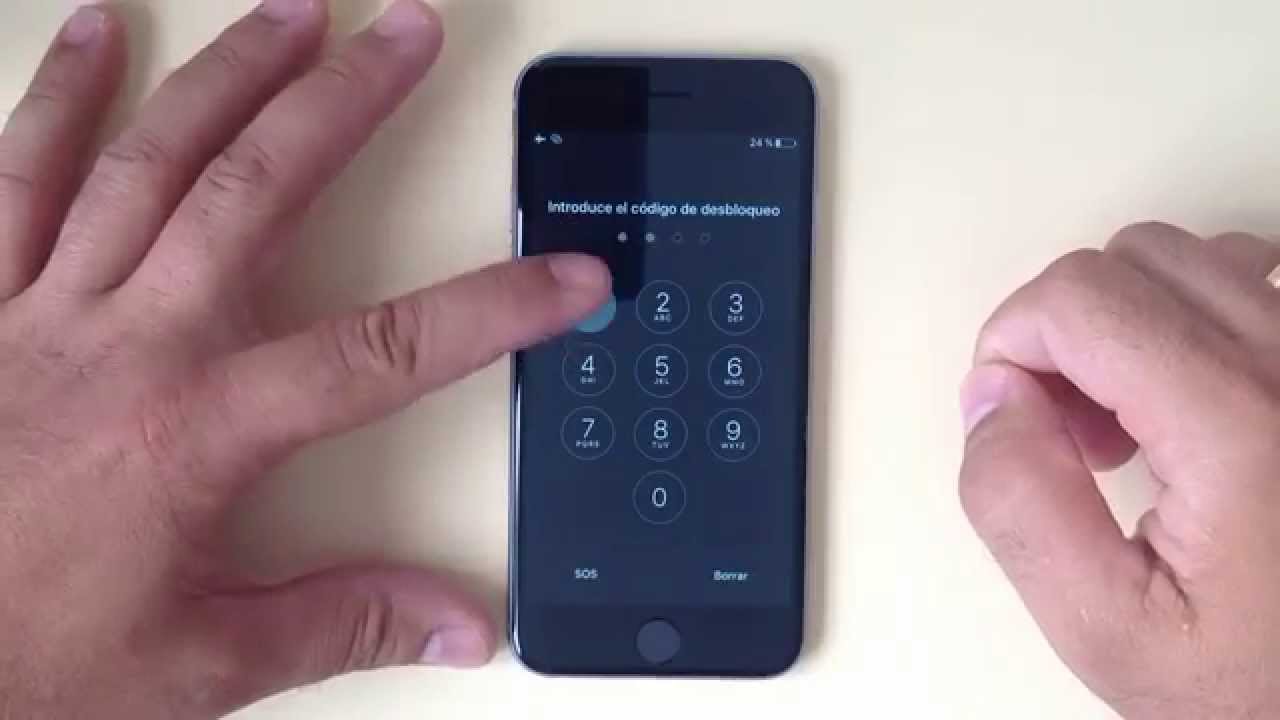 24 %
Introduce el código de desbloqueo
2 3
ABC DEF
4 5 6
GHI JKL MNO
7 8 9
PQRS TUV WXYZ
0
SOS Borrar